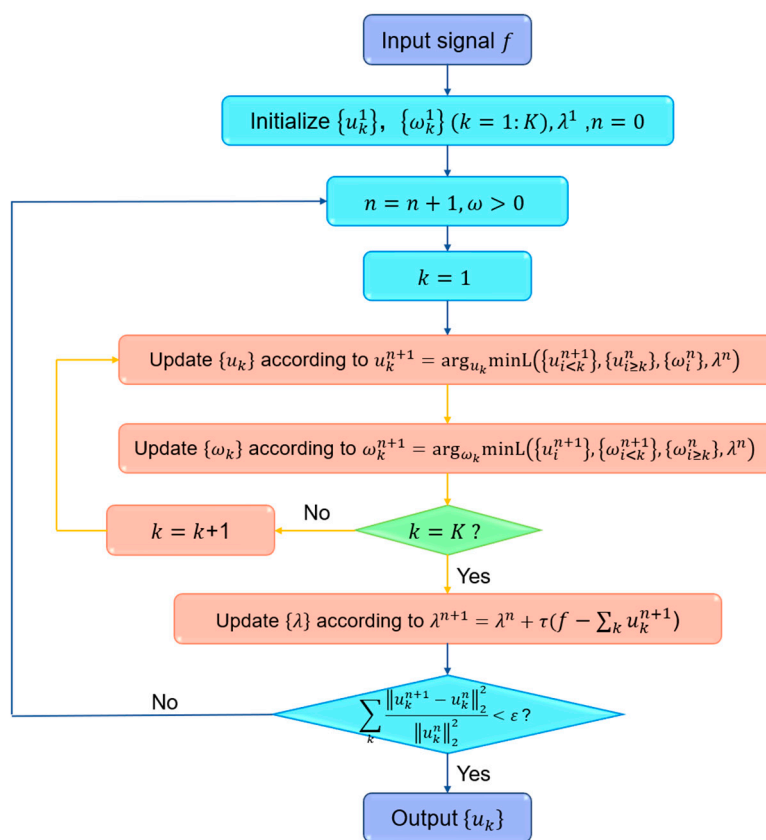 Input signal f
Initialize {u_k^1}, {ω_k^1} (k = 1: K), λ^1 , n = 0
n = n + 1, ω > 0
k = 1
Update {u_k} according to u_k^{n+1} = arg_{u_k} minL({u_{i<k}^{n+1}}, {u_{i≥k}^n}, {ω_i^n}, λ^n)
Update {ω_k} according to ω_k^{n+1} = arg_{ω_k} minL({u_i^{n+1}}, {ω_{i<k}^{n+1}}, {ω_{i≥k}^n}, λ^n)
k = k+1
No
k = K ?
Yes
Update {λ} according to λ^{n+1} = λ^n + τ(f − ∑_k u_k^{n+1})
No
∑_k ‖u_k^{n+1} − u_k^n‖_2^2 / ‖u_k^n‖_2^2 < ε ?
Yes
Output {u_k}